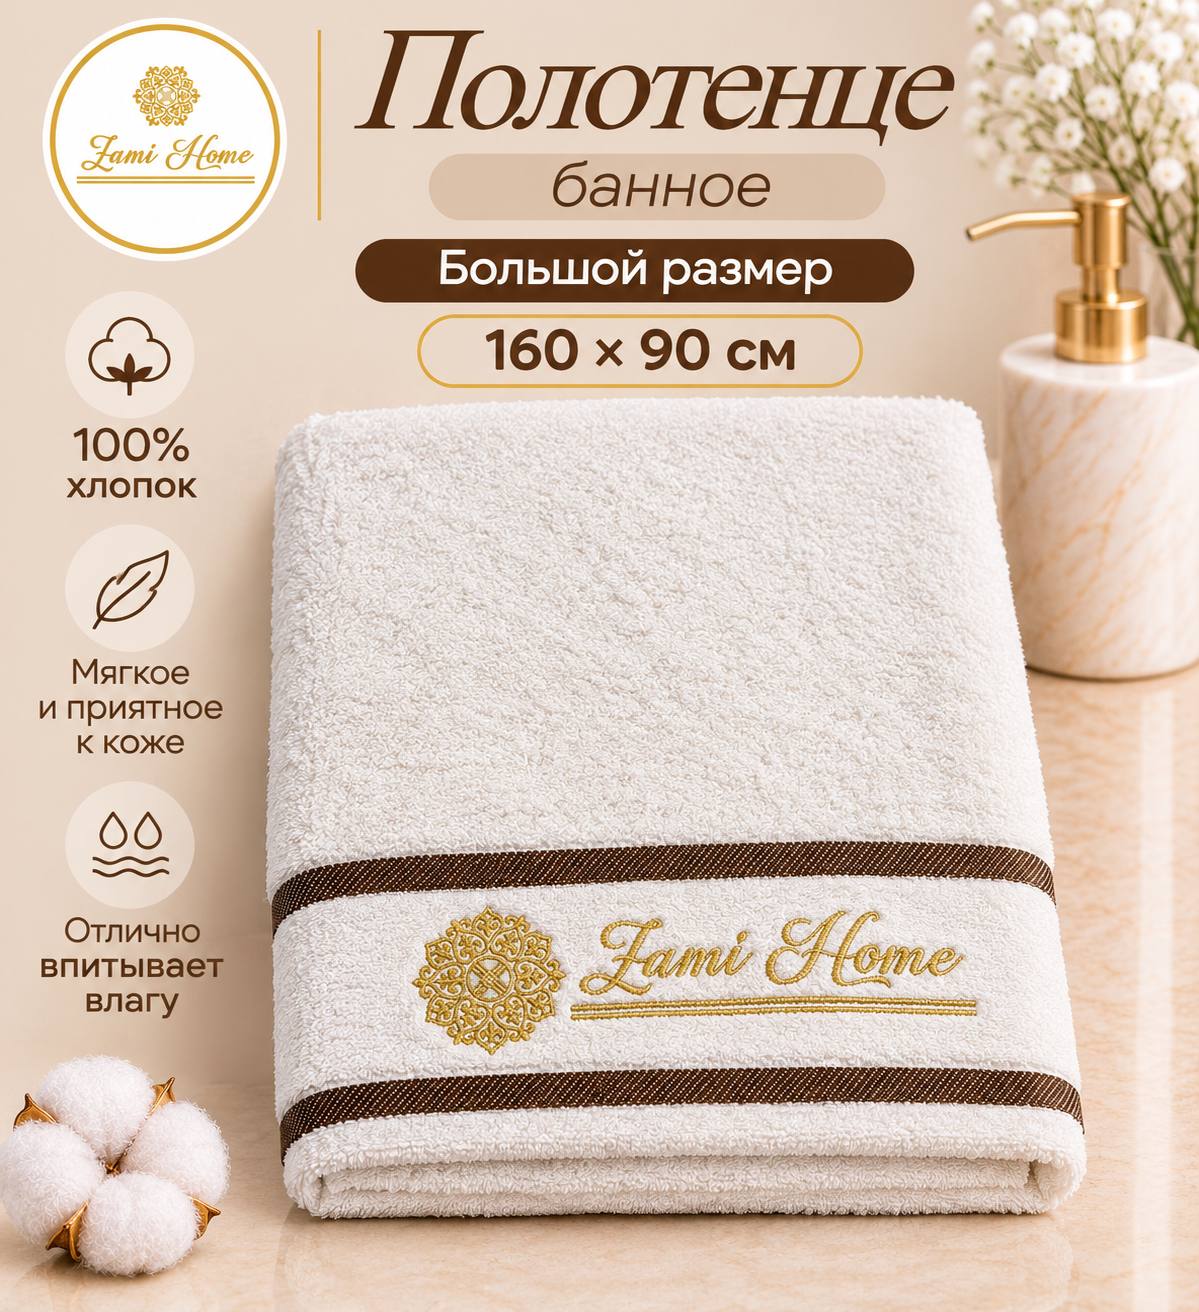 Zami Home
Полотенце
банное
Большой размер
160 × 90 см
100%
хлопок
Мягкое
и приятное
к коже
Отлично
впитывает
влагу
Zami Home